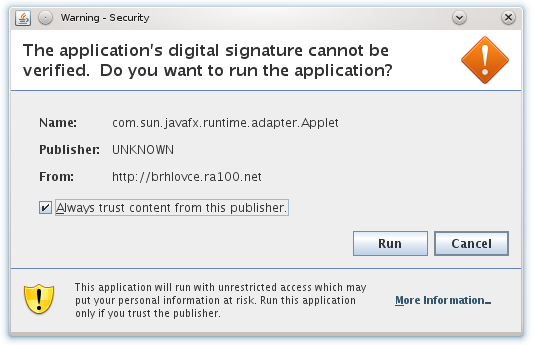 Warning - Security
The application's digital signature cannot be
verified. Do you want to run the application?
Name: com.sun.javafx.runtime.adapter.Applet
Publisher: UNKNOWN
From: http://brhlovce.ra100.net
Always trust content from this publisher.
Run Cancel
This application will run with unrestricted access which may
put your personal information at risk. Run this application
only if you trust the publisher.
More Information...